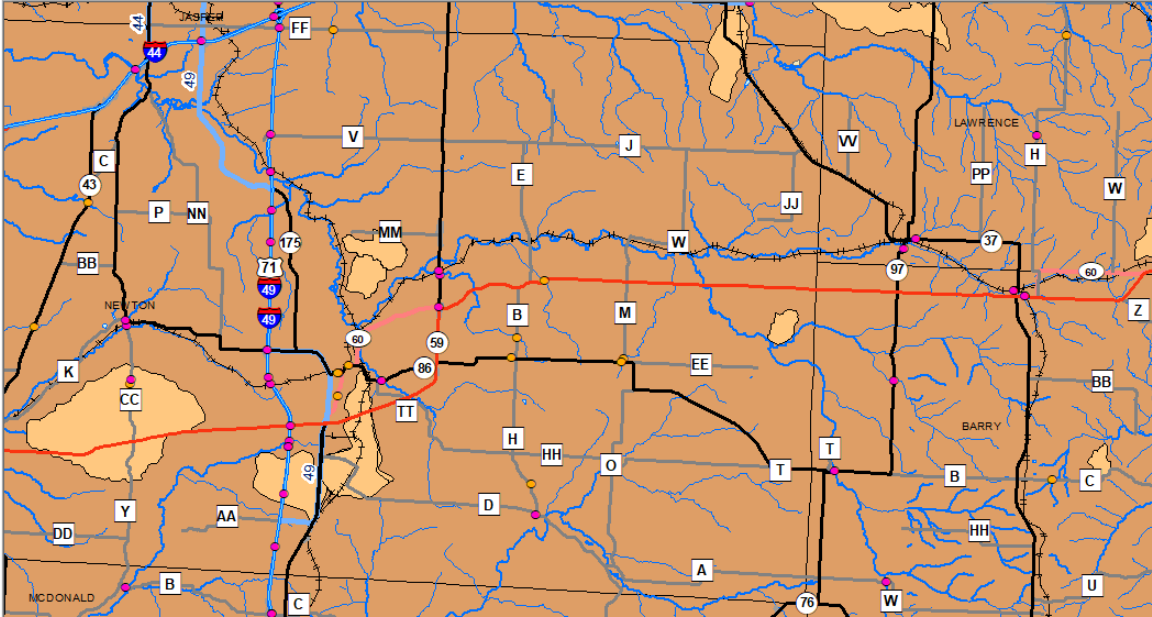 JASPER
44
FF
44
49
V
J
VV
LAWRENCE
H
C
E
PP
43
P
NN
JJ
W
MM
175
W
37
BB
71
97
60
49
NEWTON
49
B
M
Z
60
59
86
EE
K
BB
CC
TT
BARRY
H
HH
O
T
T
B
C
49
D
Y
AA
DD
HH
A
B
U
MCDONALD
C
76
W